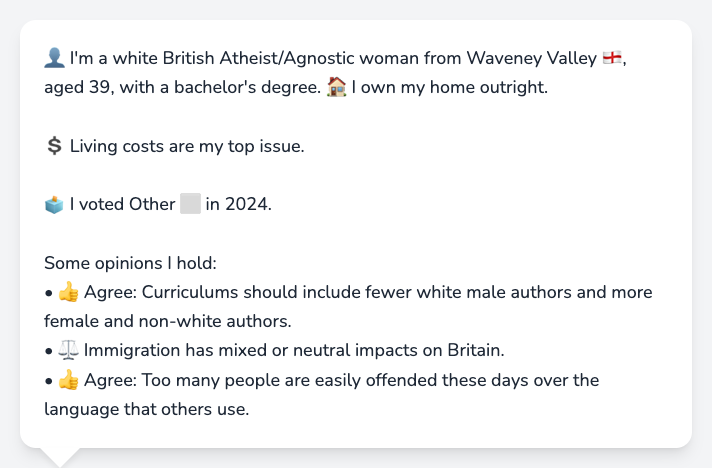 👤 I'm a white British Atheist/Agnostic woman from Waveney Valley 🏴󠁧󠁢󠁥󠁮󠁧󠁿,
aged 39, with a bachelor's degree. 🏠 I own my home outright.
💲 Living costs are my top issue.
🗳️ I voted Other ⬜ in 2024.
Some opinions I hold:
• 👍 Agree: Curriculums should include fewer white male authors and more
female and non-white authors.
• ⚖️ Immigration has mixed or neutral impacts on Britain.
• 👍 Agree: Too many people are easily offended these days over the
language that others use.